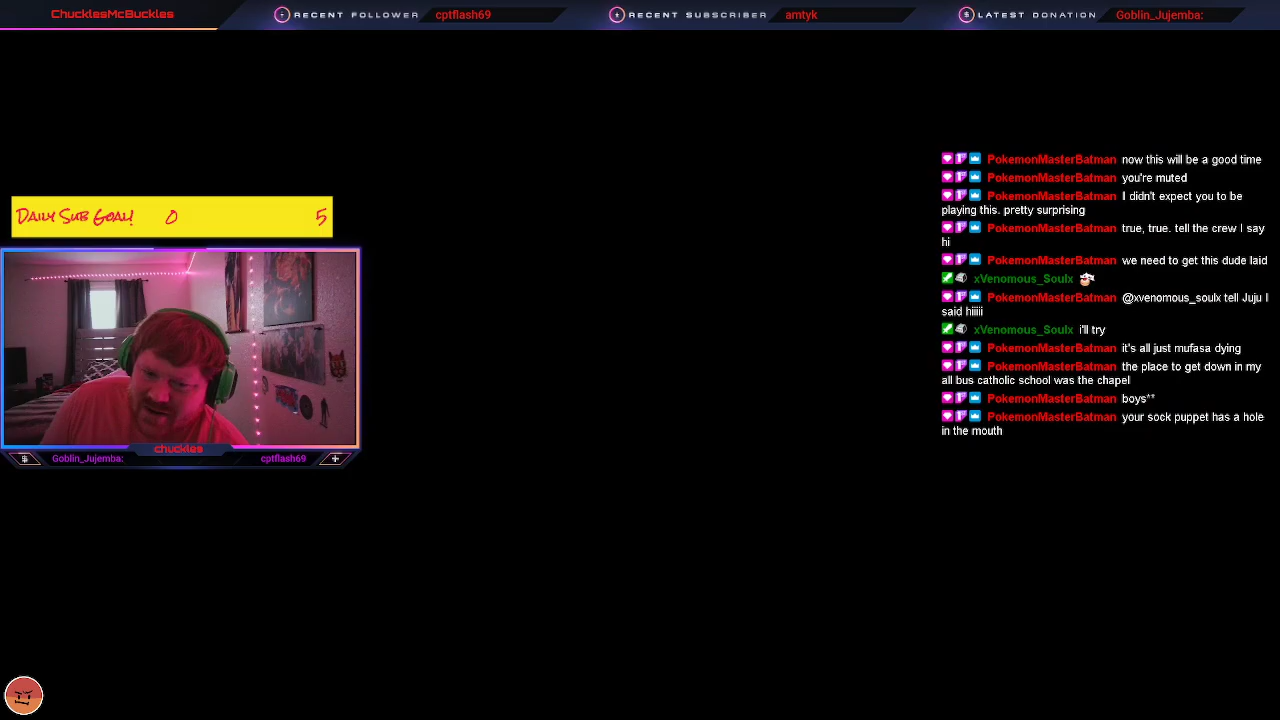 ChucklesMcBuckles
RECENT FOLLOWER cptflash69
RECENT SUBSCRIBER amtyk
LATEST DONATION Goblin_Jujemba:
Daily Sub Goal! 0 5
chuckles
$ Goblin_Jujemba: cptflash69 +
PokemonMasterBatman now this will be a good time
PokemonMasterBatman you're muted
PokemonMasterBatman I didn't expect you to be
playing this. pretty surprising
PokemonMasterBatman true, true. tell the crew I say
hi
PokemonMasterBatman we need to get this dude laid
xVenomous_Soulx
PokemonMasterBatman @xvenomous_soulx tell Juju I
said hiiiii
xVenomous_Soulx i'll try
PokemonMasterBatman it's all just mufasa dying
PokemonMasterBatman the place to get down in my
all bus catholic school was the chapel
PokemonMasterBatman boys**
PokemonMasterBatman your sock puppet has a hole
in the mouth